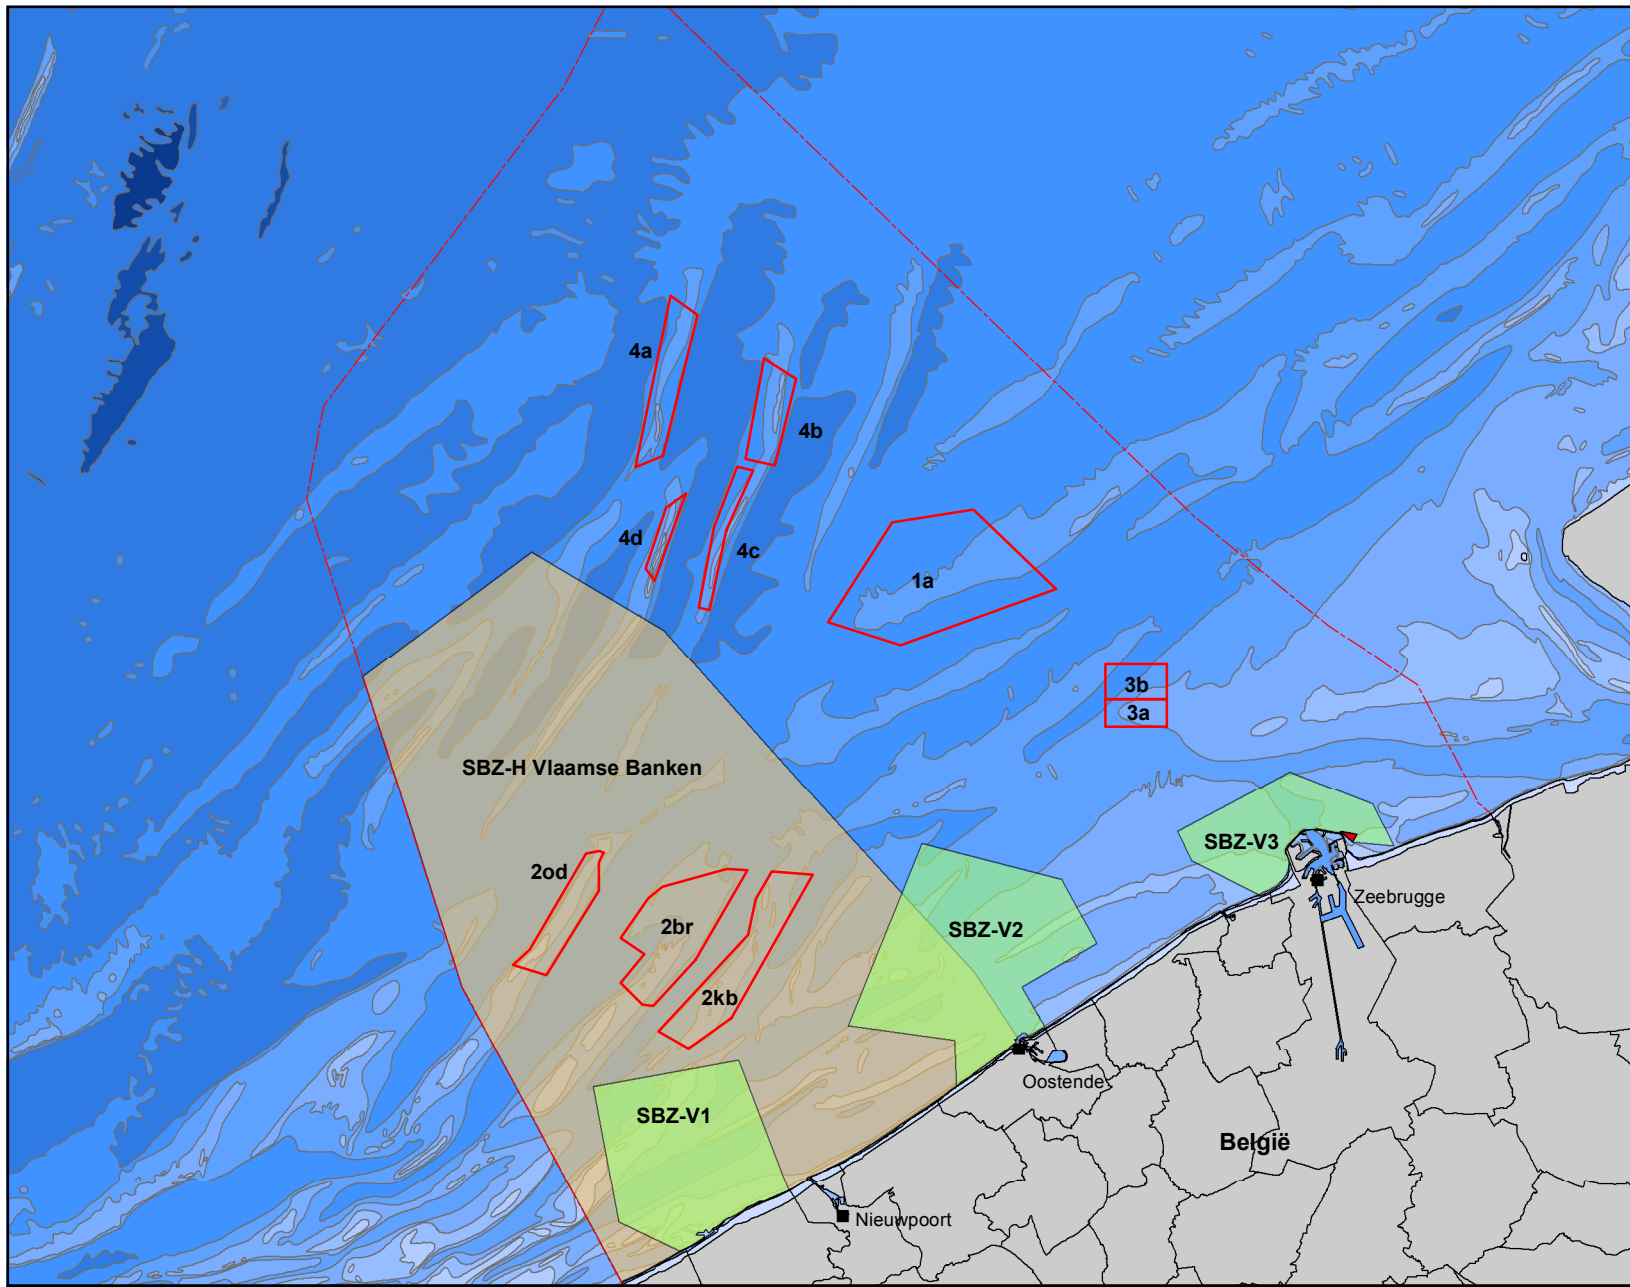 4a
4b
4d
4c
1a
3b
3a
SBZ-H Vlaamse Banken
SBZ-V3
2od
Zeebrugge
2br
SBZ-V2
2kb
Oostende
SBZ-V1
België
Nieuwpoort